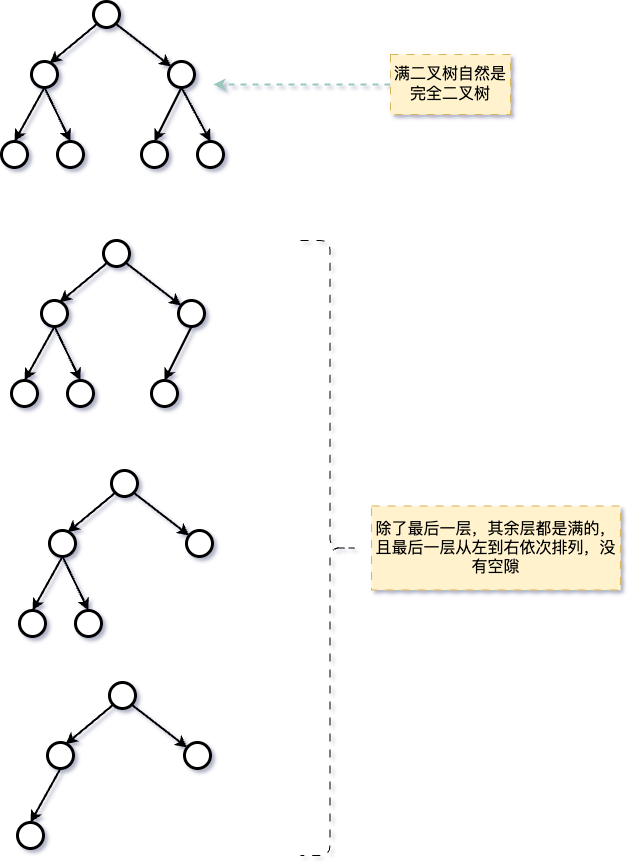 满二叉树自然是
完全二叉树
除了最后一层，其余层都是满的，
且最后一层从左到右依次排列，没
有空隙